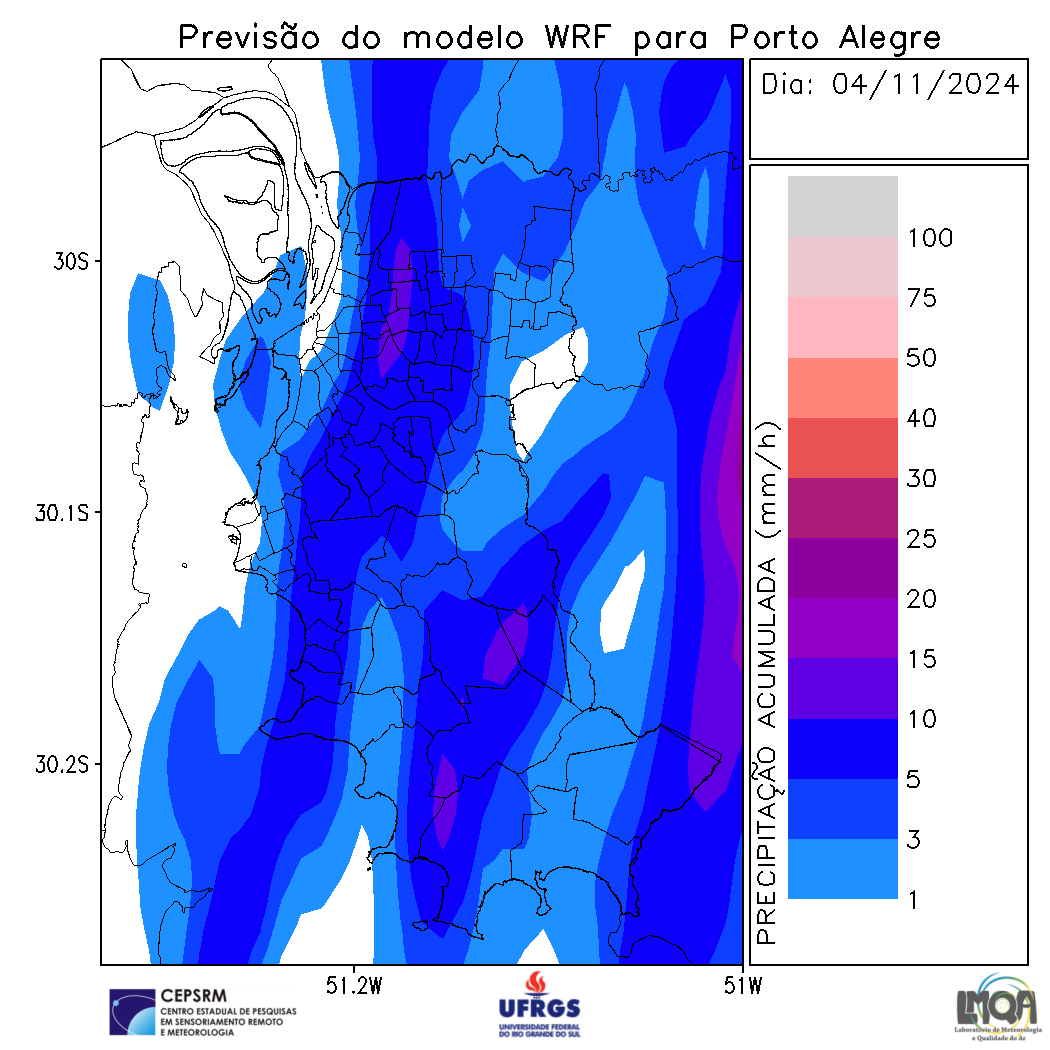 Previsão do modelo WRF para Porto Alegre
Dia: 04/11/2024
30S
30.1S
30.2S
51.2W
51W
PRECIPITAÇÃO ACUMULADA (mm/h)
100
75
50
40
30
25
20
15
10
5
3
1
CEPSRM
CENTRO ESTADUAL DE PESQUISAS
EM SENSORIAMENTO REMOTO
E METEOROLOGIA
UFRGS
UNIVERSIDADE FEDERAL
DO RIO GRANDE DO SUL
LMQA
Laboratório de Meteorologia
e Qualidade do Ar